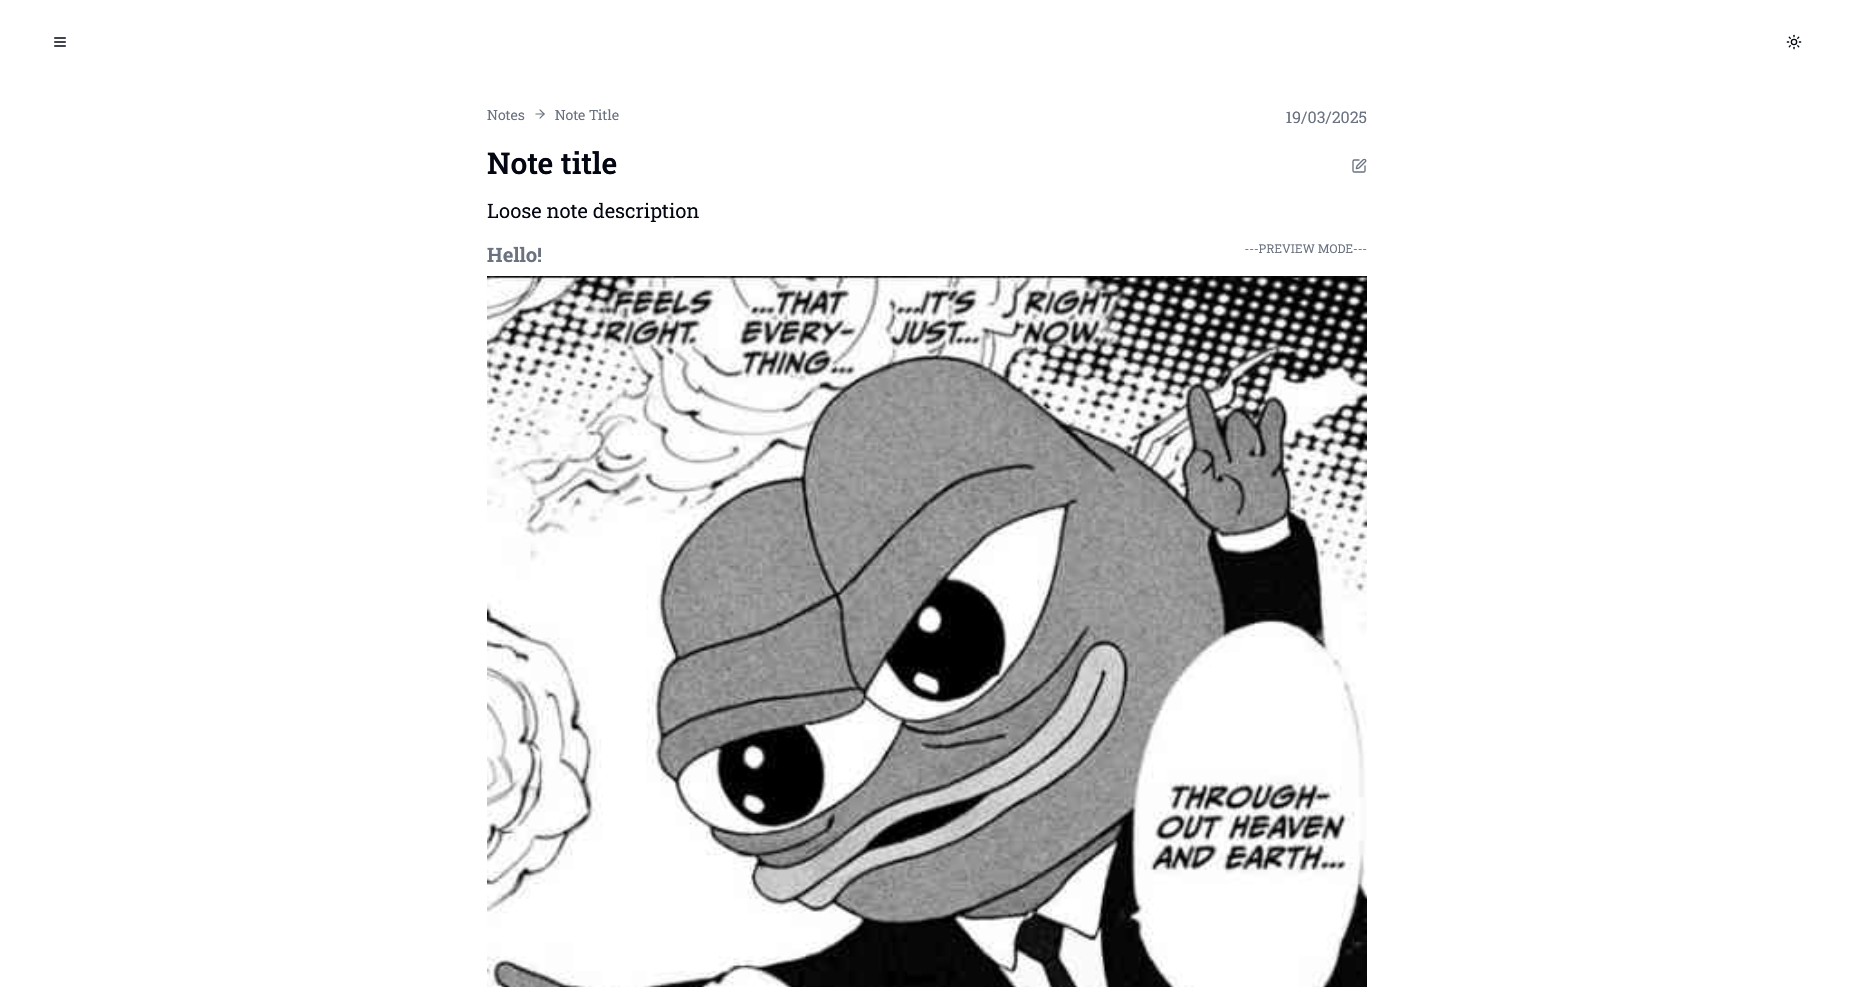 Notes → Note Title
19/03/2025
Note title
Loose note description
Hello!
---PREVIEW MODE---
...FEELS
RIGHT.
...THAT
EVERY-
THING...
...IT'S
JUST...
RIGHT
NOW...
THROUGH-
OUT HEAVEN
AND EARTH...